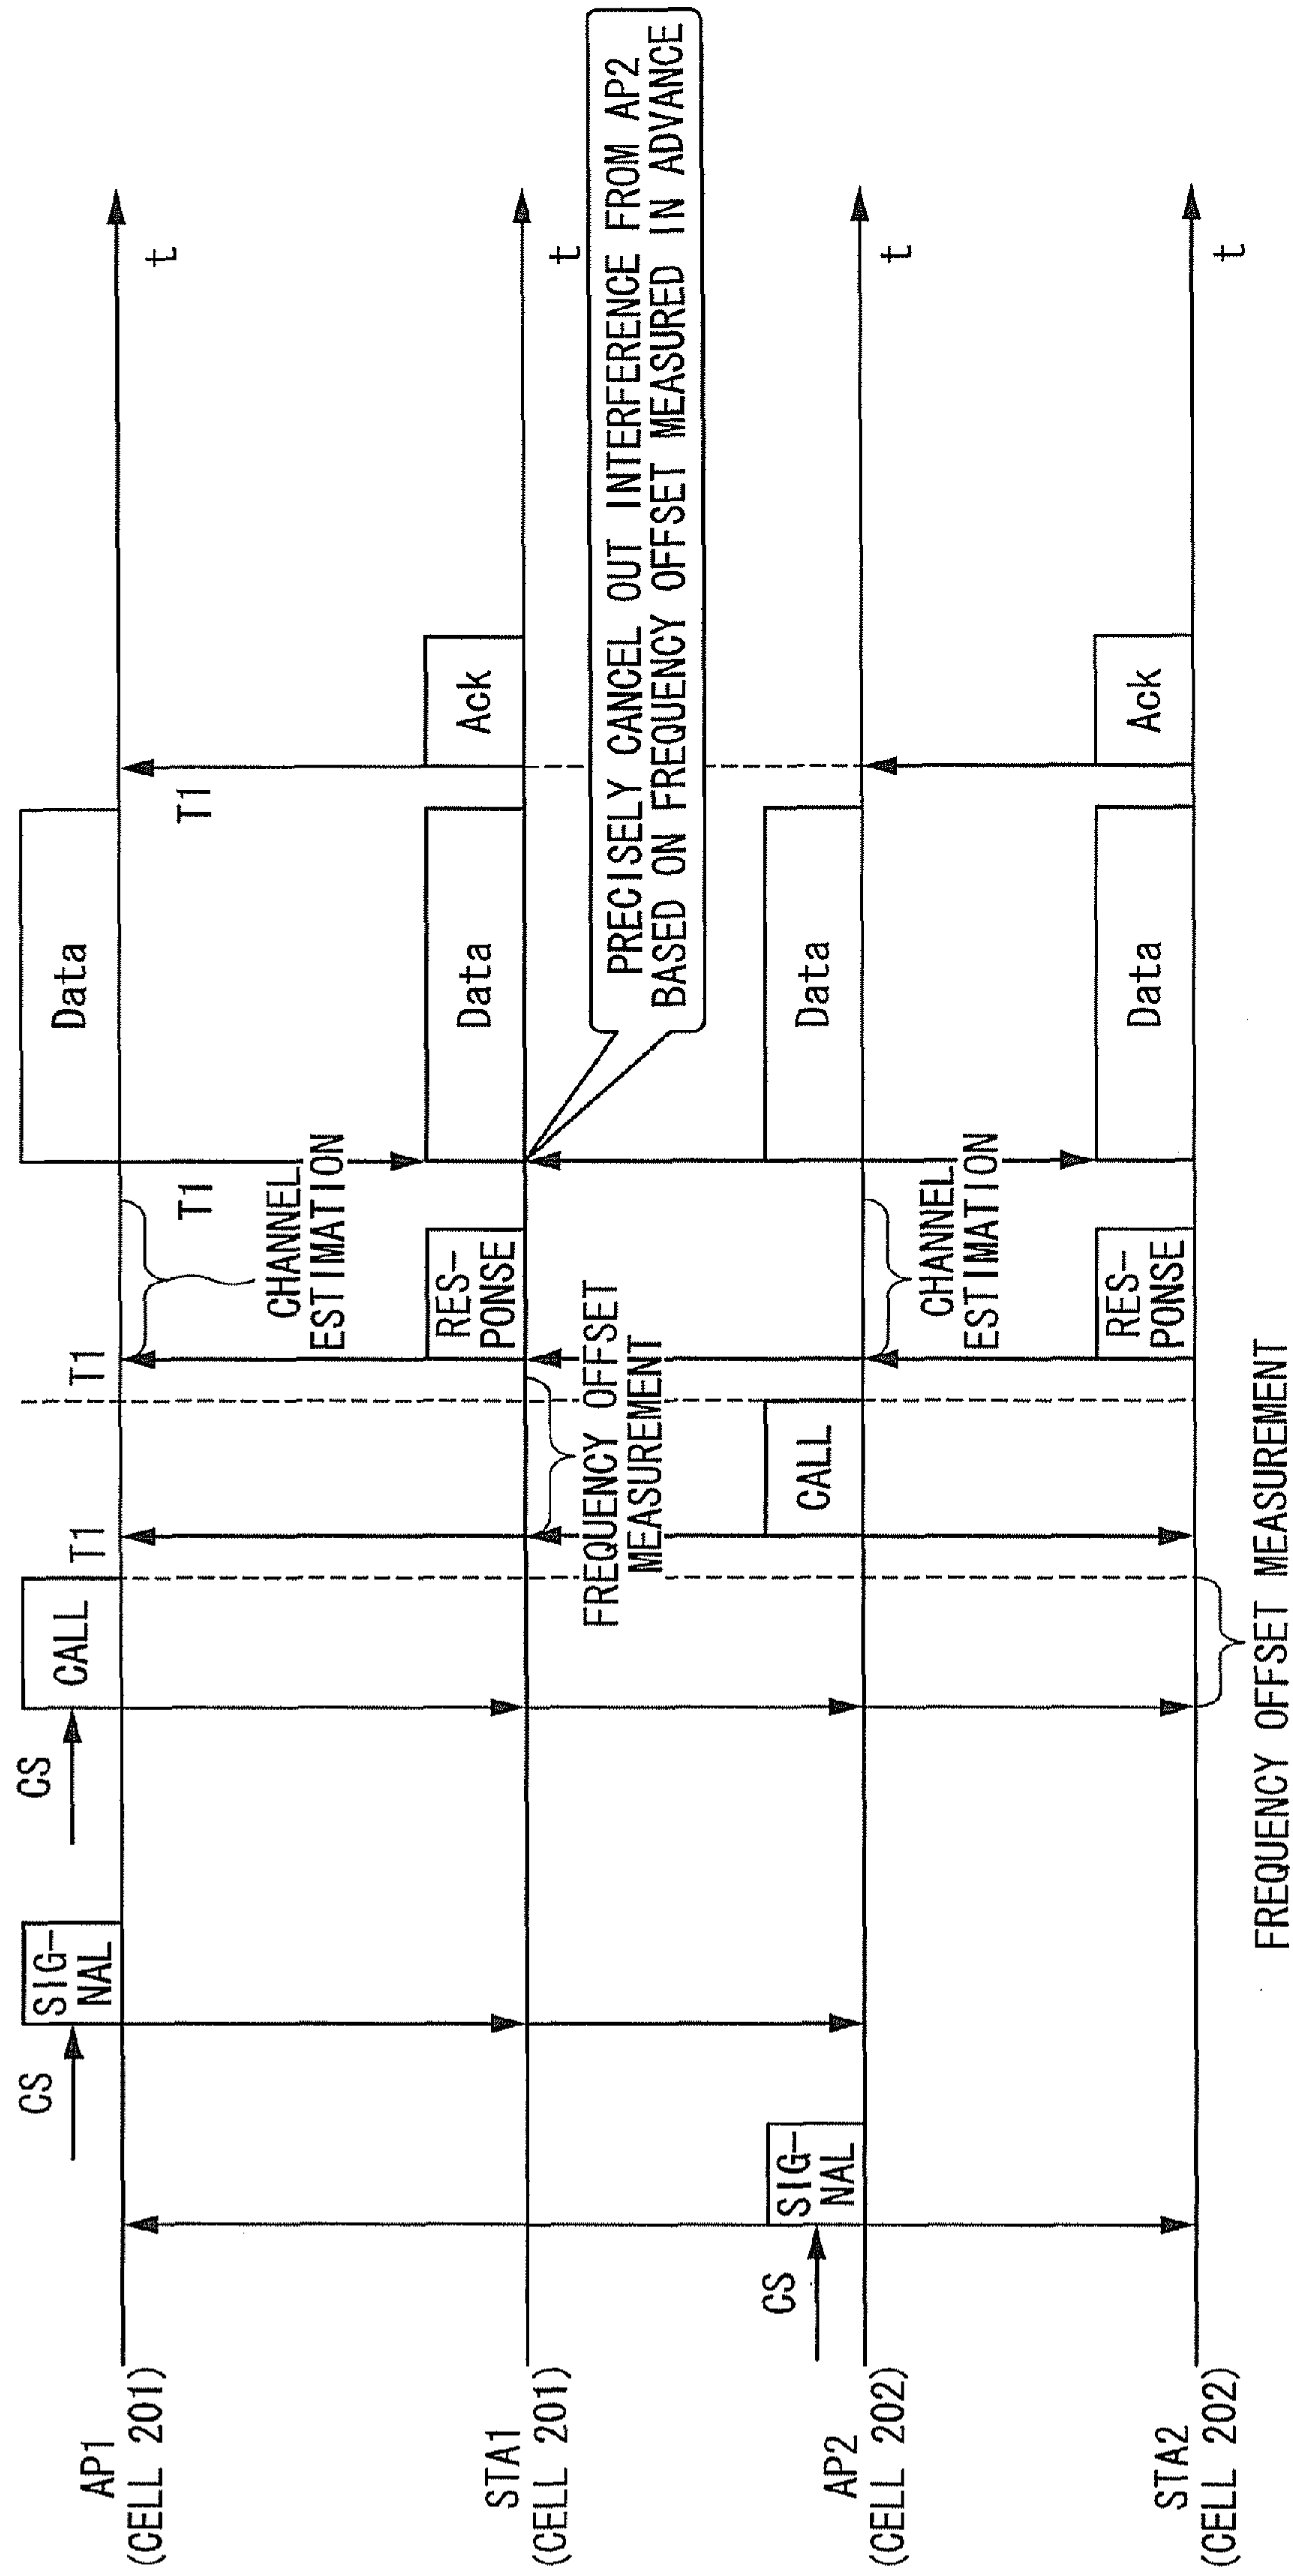 AP1
(CELL 201)
CS
SIG-
NAL
CS
CALL
T1
T1
CHANNEL
ESTIMATION
T1
Data
T1
t
STA1
(CELL 201)
FREQUENCY OFFSET
MEASUREMENT
RES-
PONSE
Data
Ack
t
PRECISELY CANCEL OUT INTERFERENCE FROM AP2
BASED ON FREQUENCY OFFSET MEASURED IN ADVANCE
AP2
(CELL 202)
CS
SIG-
NAL
CALL
CHANNEL
ESTIMATION
Data
t
STA2
(CELL 202)
FREQUENCY OFFSET MEASUREMENT
RES-
PONSE
Data
Ack
t